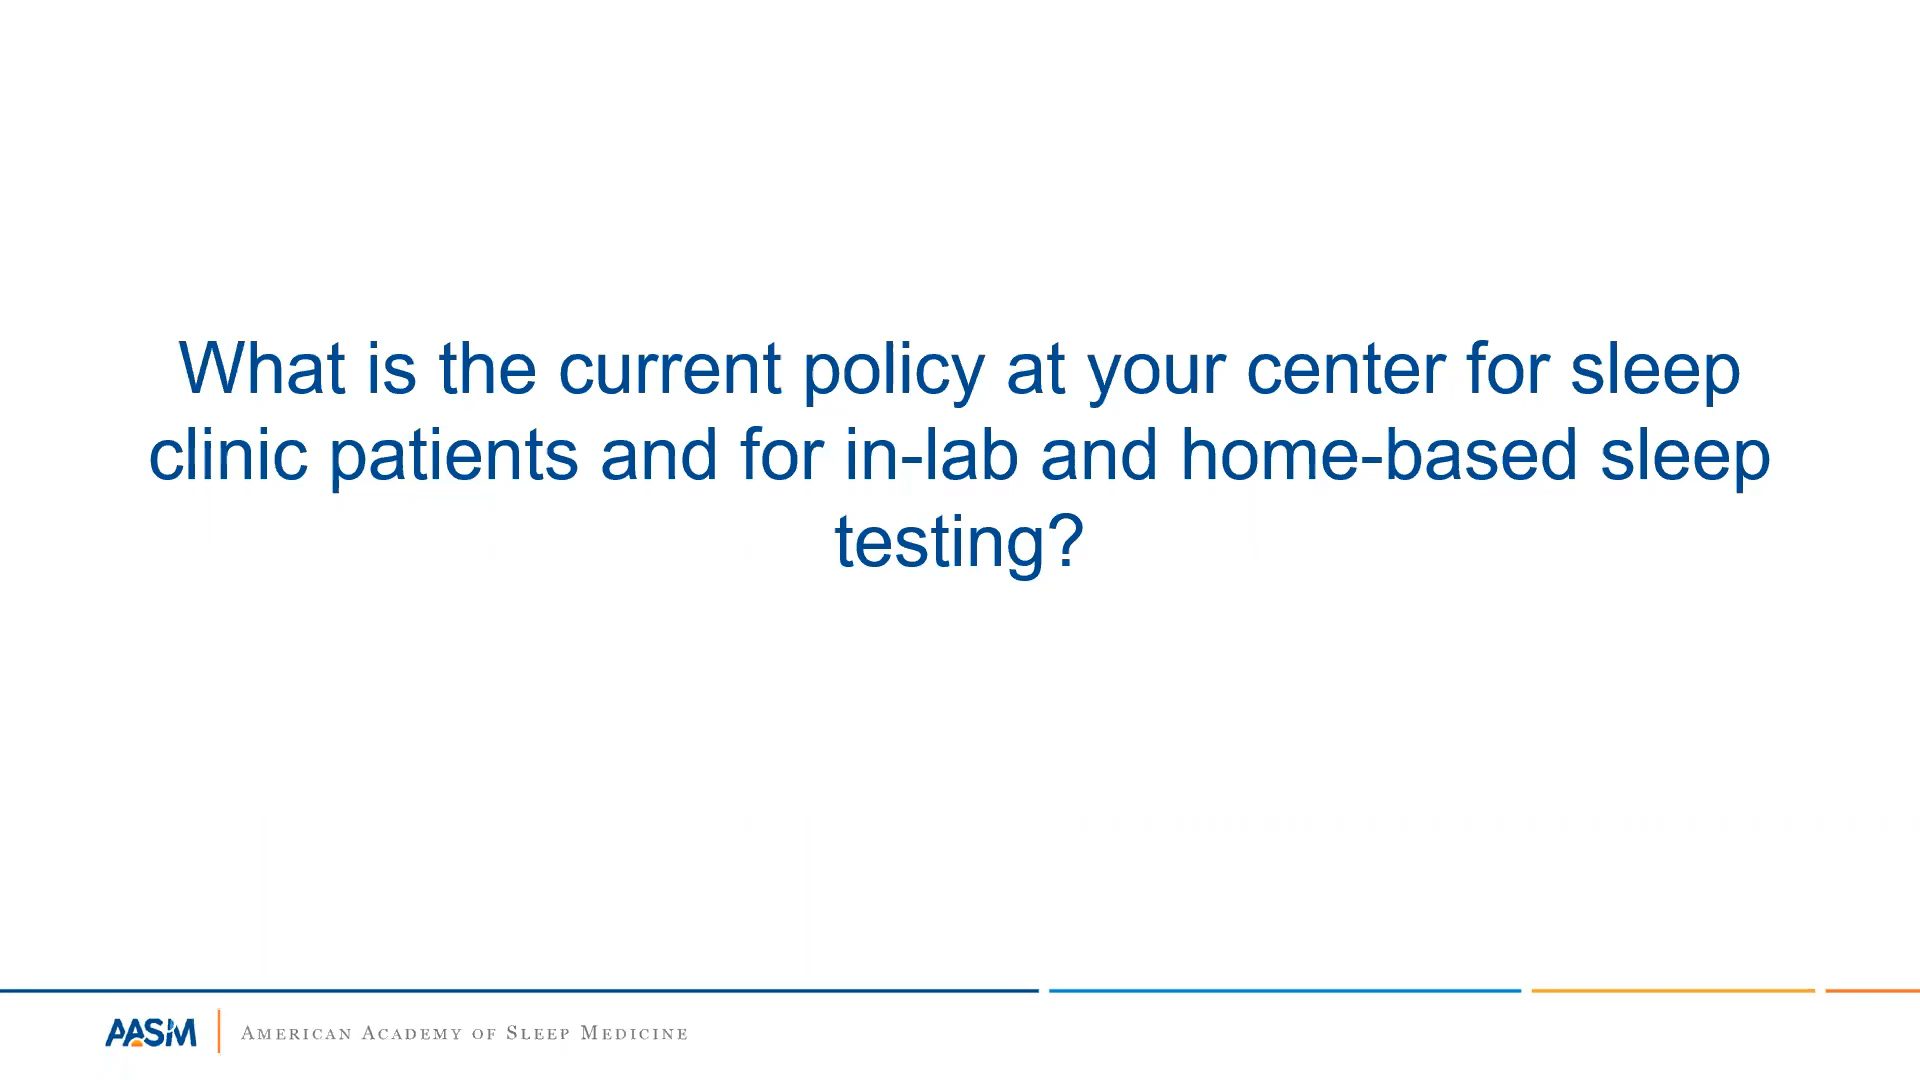 What is the current policy at your center for sleep
clinic patients and for in-lab and home-based sleep
testing?
AASM
AMERICAN ACADEMY OF SLEEP MEDICINE